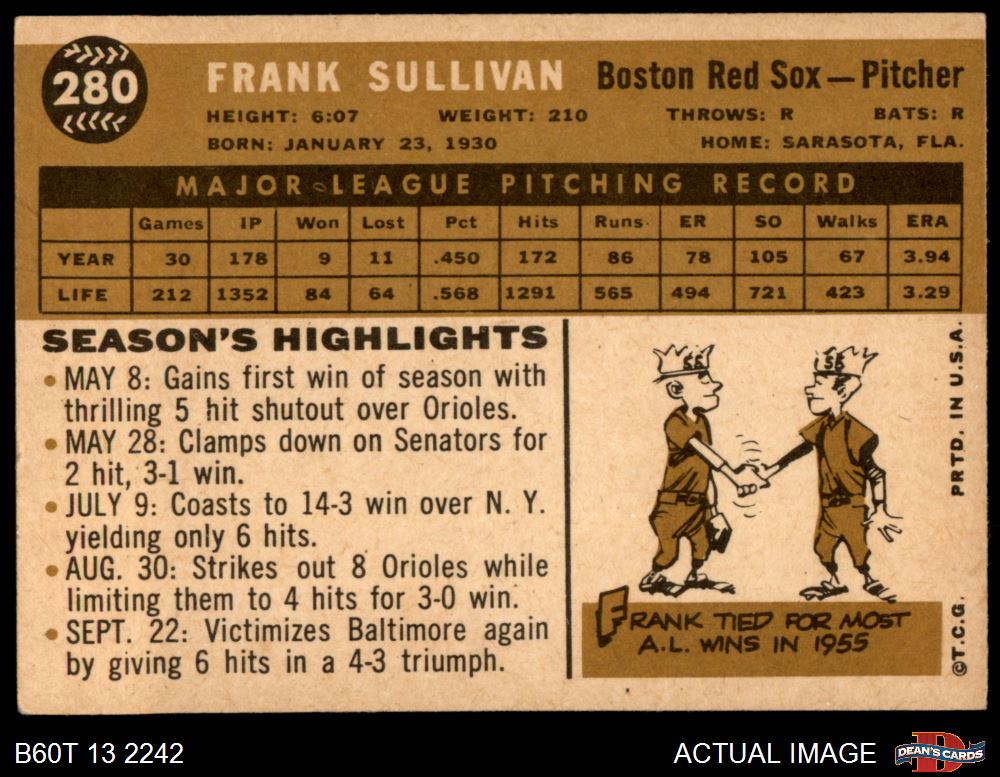 280
FRANK SULLIVAN Boston Red Sox—Pitcher
HEIGHT: 6:07 WEIGHT: 210 THROWS: R BATS: R
BORN: JANUARY 23, 1930 HOME: SARASOTA, FLA.
MAJOR LEAGUE PITCHING RECORD
Games IP Won Lost Pct Hits Runs ER SO Walks ERA
YEAR 30 178 9 11 .450 172 86 78 105 67 3.94
LIFE 212 1352 84 64 .568 1291 565 494 721 423 3.29
SEASON'S HIGHLIGHTS
• MAY 8: Gains first win of season with
thrilling 5 hit shutout over Orioles.
• MAY 28: Clamps down on Senators for
2 hit, 3-1 win.
• JULY 9: Coasts to 14-3 win over N. Y.
yielding only 6 hits.
• AUG. 30: Strikes out 8 Orioles while
limiting them to 4 hits for 3-0 win.
• SEPT. 22: Victimizes Baltimore again
by giving 6 hits in a 4-3 triumph.
FRANK TIED FOR MOST
A.L. WINS IN 1955
©T.C.G. PRTD. IN U.S.A.
B60T 13 2242 ACTUAL IMAGE
DEAN'S CARDS